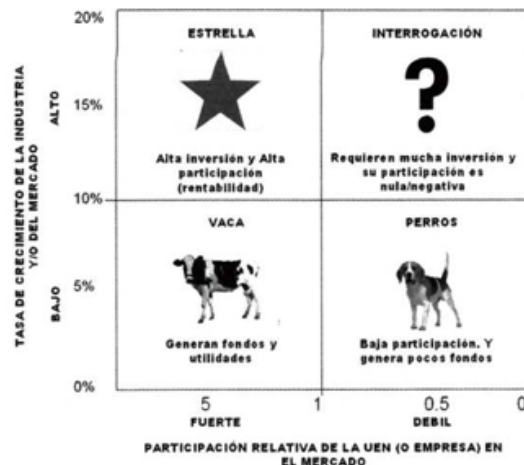 20%
ESTRELLA
INTERROGACIÓN
?
TASA DE CRECIMIENTO DE LA INDUSTRIA
Y/O DEL MERCADO
ALTO
15%
Alta inversión y Alta
participación
(rentabilidad)
Requieren mucha inversión y
su participación es
nula/negativa
10%
VACA
PERROS
BAJO
5%
Generan fondos y
utilidades
Baja participación. Y
genera pocos fondos
0%
5
1
0.5
0
FUERTE
DEBIL
PARTICIPACIÓN RELATIVA DE LA UEN (O EMPRESA) EN
EL MERCADO